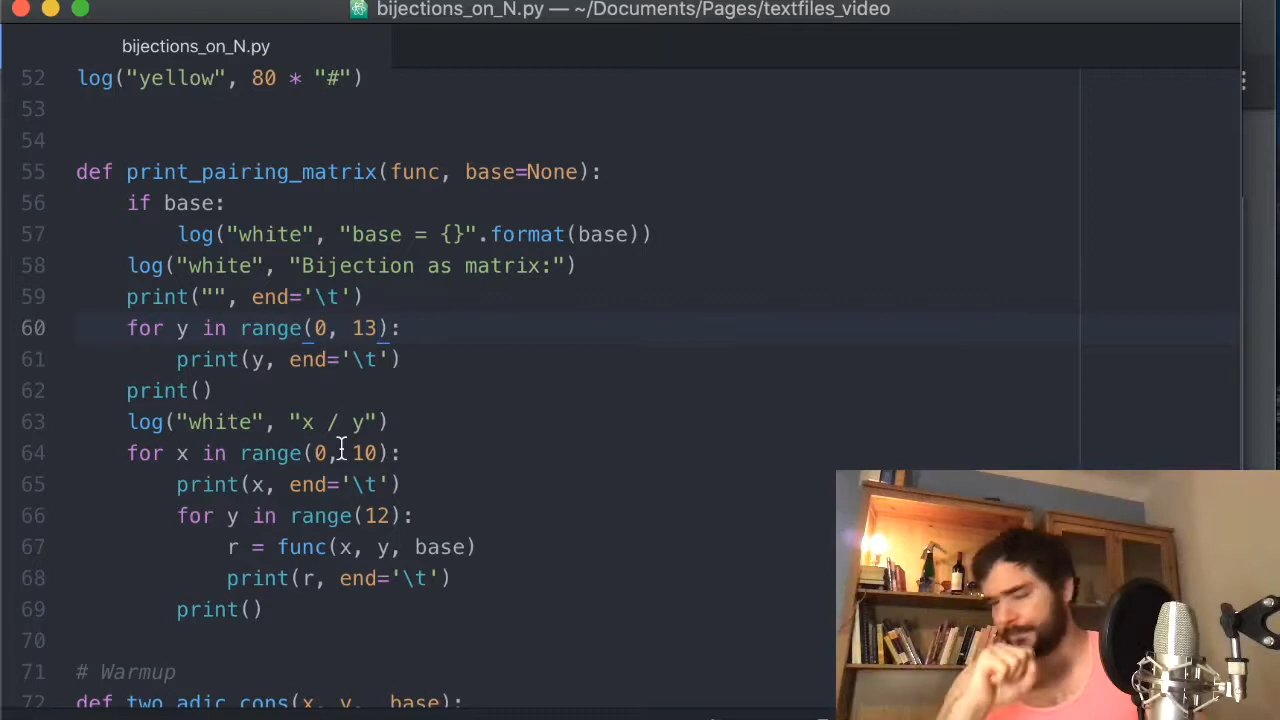 bijections_on_N.py — ~/Documents/Pages/textfiles_video
bijections_on_N.py
52 log("yellow", 80 * "#")
53
54
55 def print_pairing_matrix(func, base=None):
56 if base:
57 log("white", "base = {}".format(base))
58 log("white", "Bijection as matrix:")
59 print("", end='\t')
60 for y in range(0, 13):
61 print(y, end='\t')
62 print()
63 log("white", "x / y")
64 for x in range(0, 10):
65 print(x, end='\t')
66 for y in range(12):
67 r = func(x, y, base)
68 print(r, end='\t')
69 print()
70
71 # Warmup
72 def two_adic_cons(x, y, base):